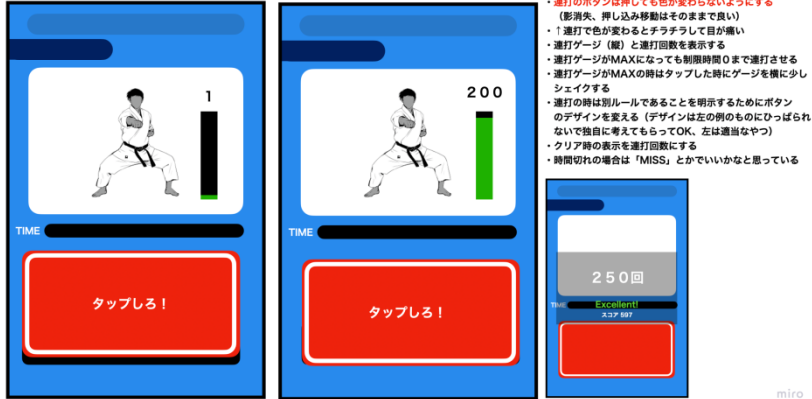 1
TIME
タップしろ！
200
TIME
タップしろ！
・連打のボタンは押しても色が変わらないようにする
（影消失、押し込み移動はそのままで良い）
・↑連打で色が変わるとチラチラして目が痛い
・連打ゲージ（縦）と連打回数を表示する
・連打ゲージがMAXになっても制限時間０まで連打させる
・連打ゲージがMAXの時はタップした時にゲージを横に少し
シェイクする
・連打の時は別ルールであることを明示するためにボタン
のデザインを変える（デザインは左の例のものにひっぱられ
ないで独自に考えてもらってOK、左は適当なやつ）
・クリア時の表示を連打回数にする
・時間切れの場合は「MISS」とかでいいかなと思っている
２５０回
TIME
Excellent!
スコア 597
miro